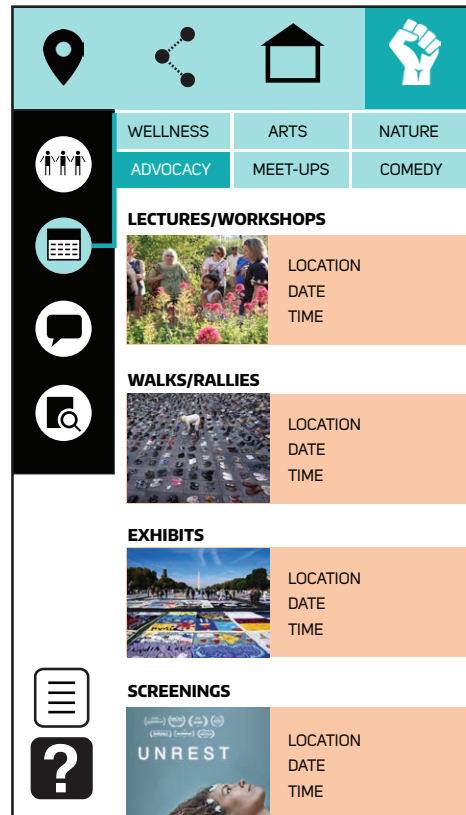 WELLNESS
ARTS
NATURE
ADVOCACY
MEET-UPS
COMEDY
LECTURES/WORKSHOPS
LOCATION
DATE
TIME
WALKS/RALLIES
LOCATION
DATE
TIME
EXHIBITS
LOCATION
DATE
TIME
SCREENINGS
UNREST
LOCATION
DATE
TIME
?